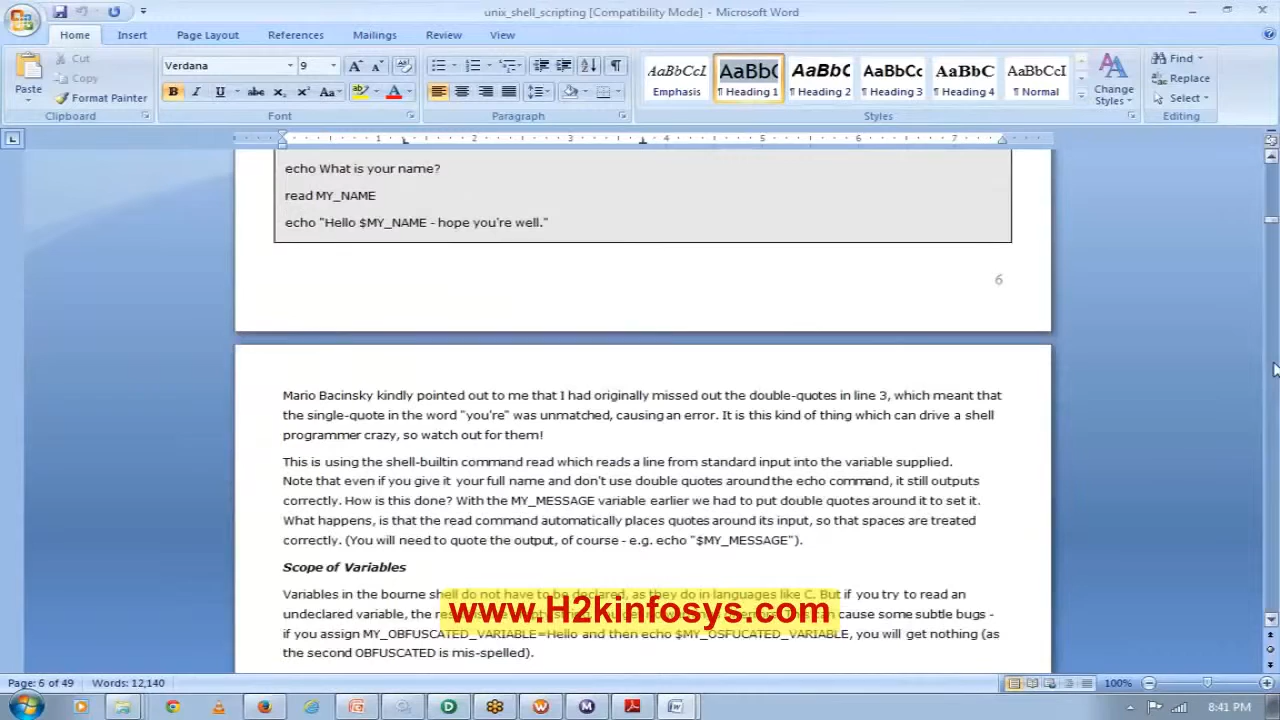 unix_shell_scripting [Compatibility Mode] - Microsoft Word
Home Insert Page Layout References Mailings Review View
Paste
Cut
Copy
Format Painter
Clipboard
Verdana 9
Font
Paragraph
AaBbCcI AaBbC AaBbC AaBbCc AaBbC AaBbCcI
Emphasis ¶ Heading 1 ¶ Heading 2 ¶ Heading 3 ¶ Heading 4 ¶ Normal
Change Styles
Styles
Find
Replace
Select
Editing
1 2 3 4 5 6 7
echo What is your name?
read MY_NAME
echo "Hello $MY_NAME - hope you're well."
6
Mario Bacinsky kindly pointed out to me that I had originally missed out the double-quotes in line 3, which meant that
the single-quote in the word "you're" was unmatched, causing an error. It is this kind of thing which can drive a shell
programmer crazy, so watch out for them!
This is using the shell-builtin command read which reads a line from standard input into the variable supplied.
Note that even if you give it your full name and don't use double quotes around the echo command, it still outputs
correctly. How is this done? With the MY_MESSAGE variable earlier we had to put double quotes around it to set it.
What happens, is that the read command automatically places quotes around its input, so that spaces are treated
correctly. (You will need to quote the output, of course - e.g. echo "$MY_MESSAGE").
Scope of Variables
Variables in the bourne shell do not have to be declared, as they do in languages like C. But if you try to read an
undeclared variable, the cause some subtle bugs -
www.H2kinfosys.com
if you assign MY_OBFUSCATED_VARIABLE=Hello and then echo $MY_OSFUCATED_VARIABLE, you will get nothing (as
the second OBFUSCATED is mis-spelled).
Page: 6 of 49 Words: 12,140 100%
8:41 PM